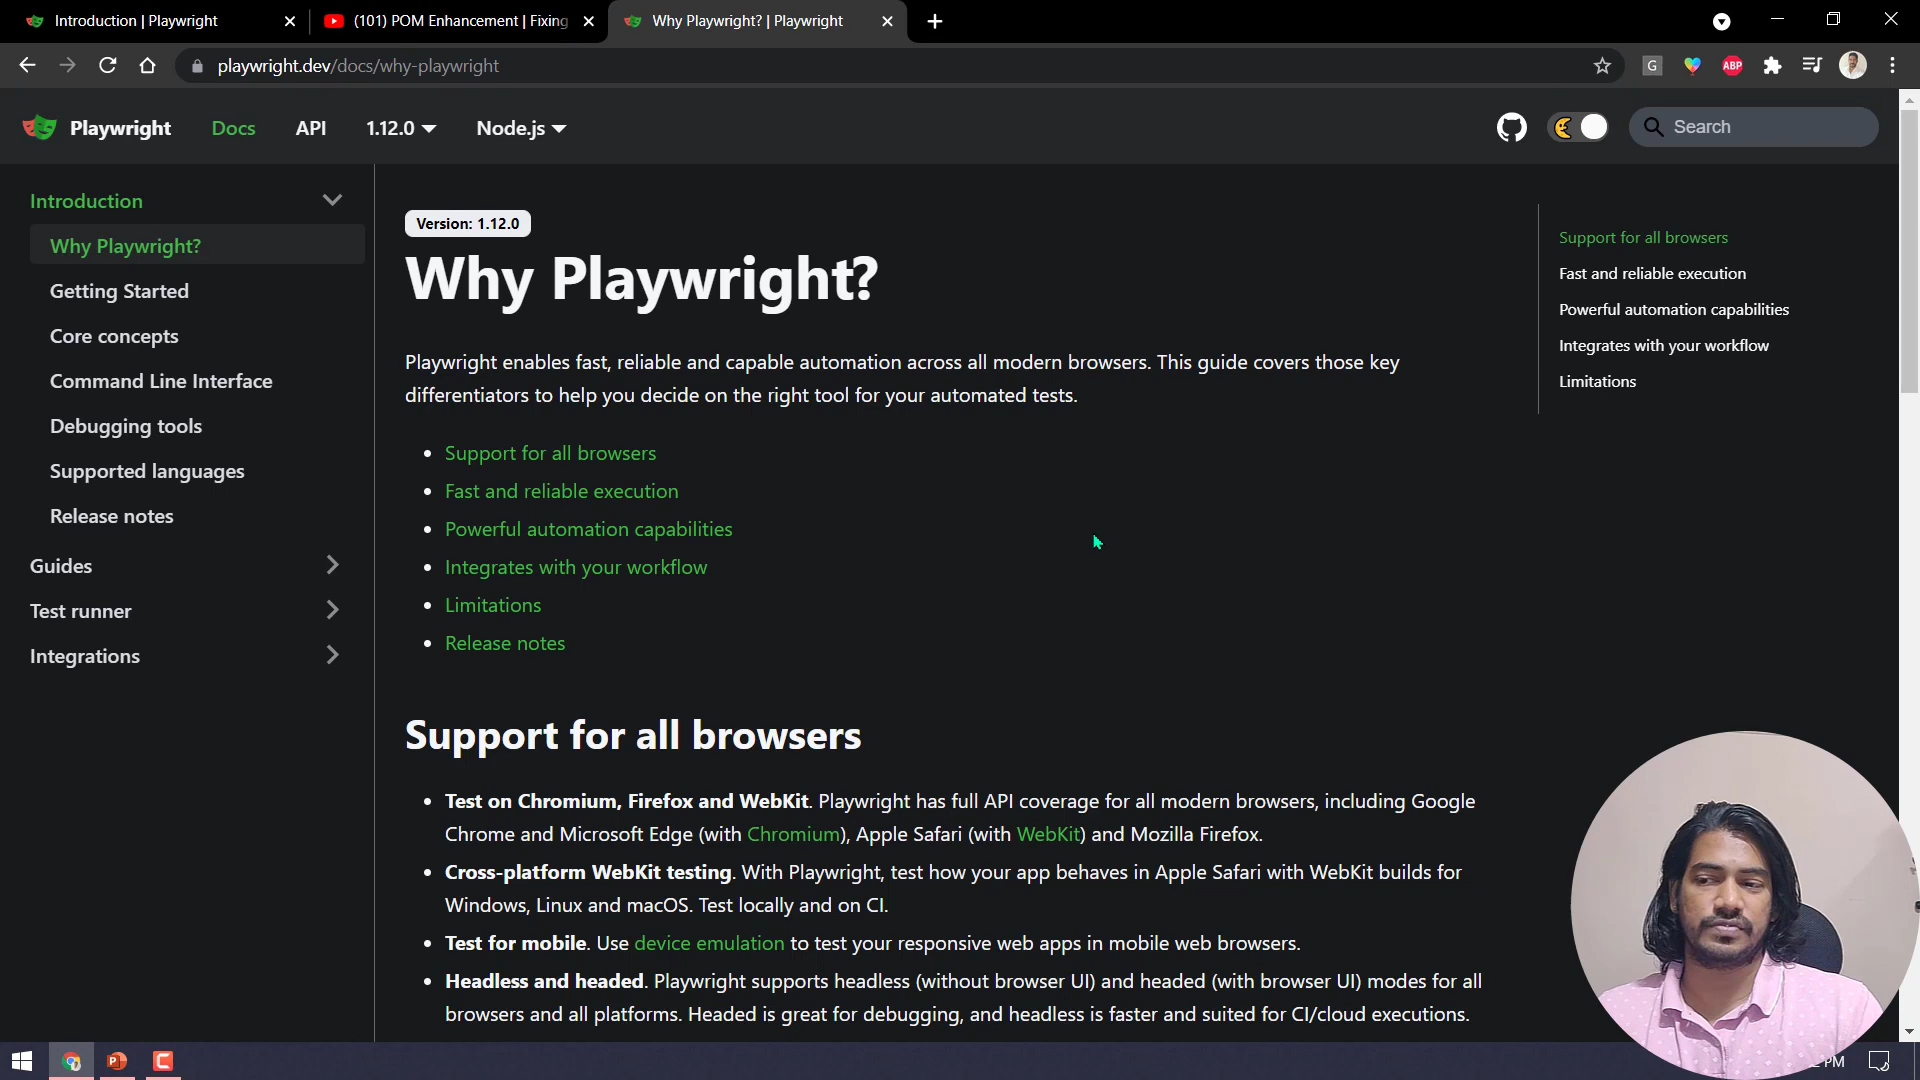 Introduction | Playwright
(101) POM Enhancement | Fixing
Why Playwright? | Playwright
playwright.dev/docs/why-playwright
G
ABP
Playwright
Docs
API
1.12.0
Node.js
Search
Introduction
Why Playwright?
Getting Started
Core concepts
Command Line Interface
Debugging tools
Supported languages
Release notes
Guides
Test runner
Integrations
Version: 1.12.0
Why Playwright?
Playwright enables fast, reliable and capable automation across all modern browsers. This guide covers those key
differentiators to help you decide on the right tool for your automated tests.
Support for all browsers
Fast and reliable execution
Powerful automation capabilities
Integrates with your workflow
Limitations
Release notes
Support for all browsers
Test on Chromium, Firefox and WebKit. Playwright has full API coverage for all modern browsers, including Google
Chrome and Microsoft Edge (with Chromium), Apple Safari (with WebKit) and Mozilla Firefox.
Cross-platform WebKit testing. With Playwright, test how your app behaves in Apple Safari with WebKit builds for
Windows, Linux and macOS. Test locally and on CI.
Test for mobile. Use device emulation to test your responsive web apps in mobile web browsers.
Headless and headed. Playwright supports headless (without browser UI) and headed (with browser UI) modes for all
browsers and all platforms. Headed is great for debugging, and headless is faster and suited for CI/cloud executions.
Support for all browsers
Fast and reliable execution
Powerful automation capabilities
Integrates with your workflow
Limitations
PM